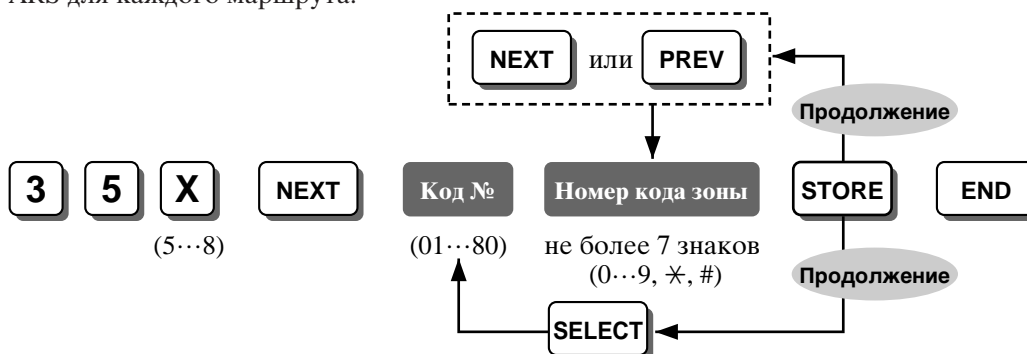 ARS для каждого маршрута.
NEXT или PREV
Продолжение
3 5 X NEXT Код № Номер кода зоны STORE END
(5···8) (01···80) не более 7 знаков
(0···9, ✳, #)
Продолжение
SELECT